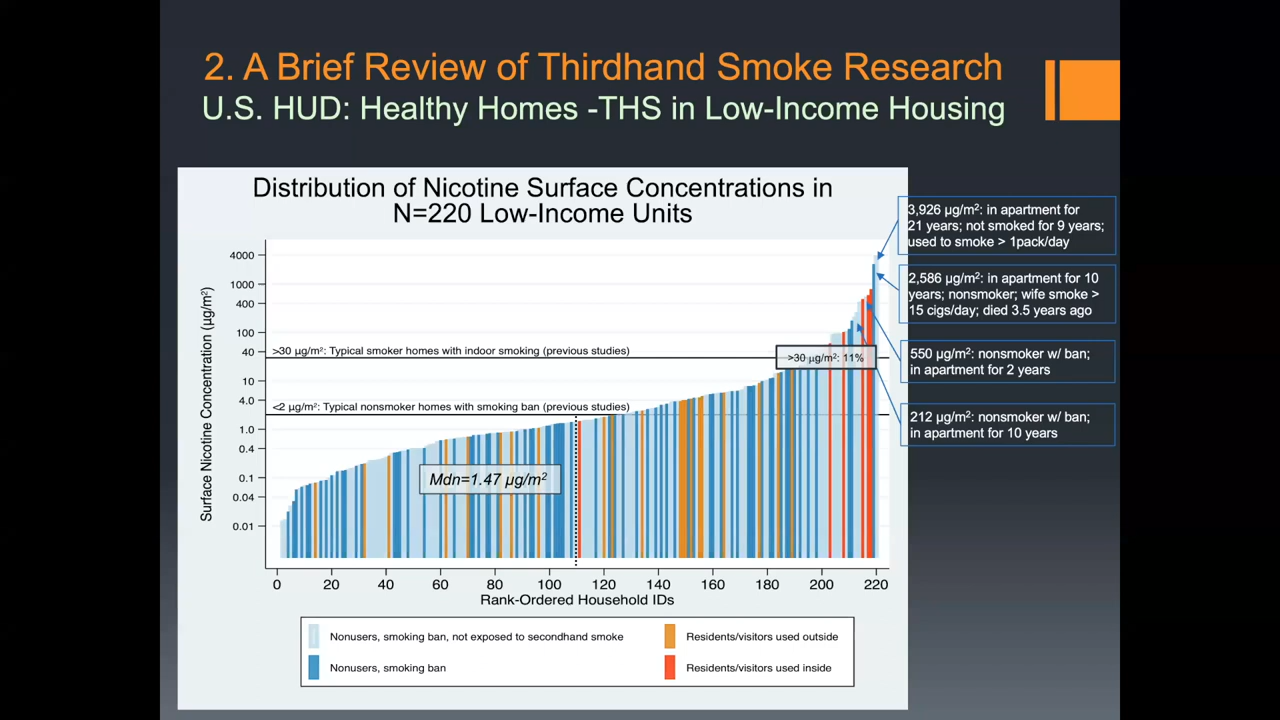 2. A Brief Review of Thirdhand Smoke Research
U.S. HUD: Healthy Homes -THS in Low-Income Housing
Distribution of Nicotine Surface Concentrations in
N=220 Low-Income Units
Surface Nicotine Concentration (µg/m²)
4000
1000
400
100
40
10
4.0
1.0
0.4
0.1
0.04
0.01
>30 µg/m²: Typical smoker homes with indoor smoking (previous studies)
>30 µg/m²: 11%
<2 µg/m²: Typical nonsmoker homes with smoking ban (previous studies)
Mdn=1.47 µg/m²
0 20 40 60 80 100 120 140 160 180 200 220
Rank-Ordered Household IDs
Nonusers, smoking ban, not exposed to secondhand smoke
Residents/visitors used outside
Nonusers, smoking ban
Residents/visitors used inside
3,926 µg/m²: in apartment for
21 years; not smoked for 9 years;
used to smoke > 1pack/day
2,586 µg/m²: in apartment for 10
years; nonsmoker; wife smoke >
15 cigs/day; died 3.5 years ago
550 µg/m²: nonsmoker w/ ban;
in apartment for 2 years
212 µg/m²: nonsmoker w/ ban;
in apartment for 10 years